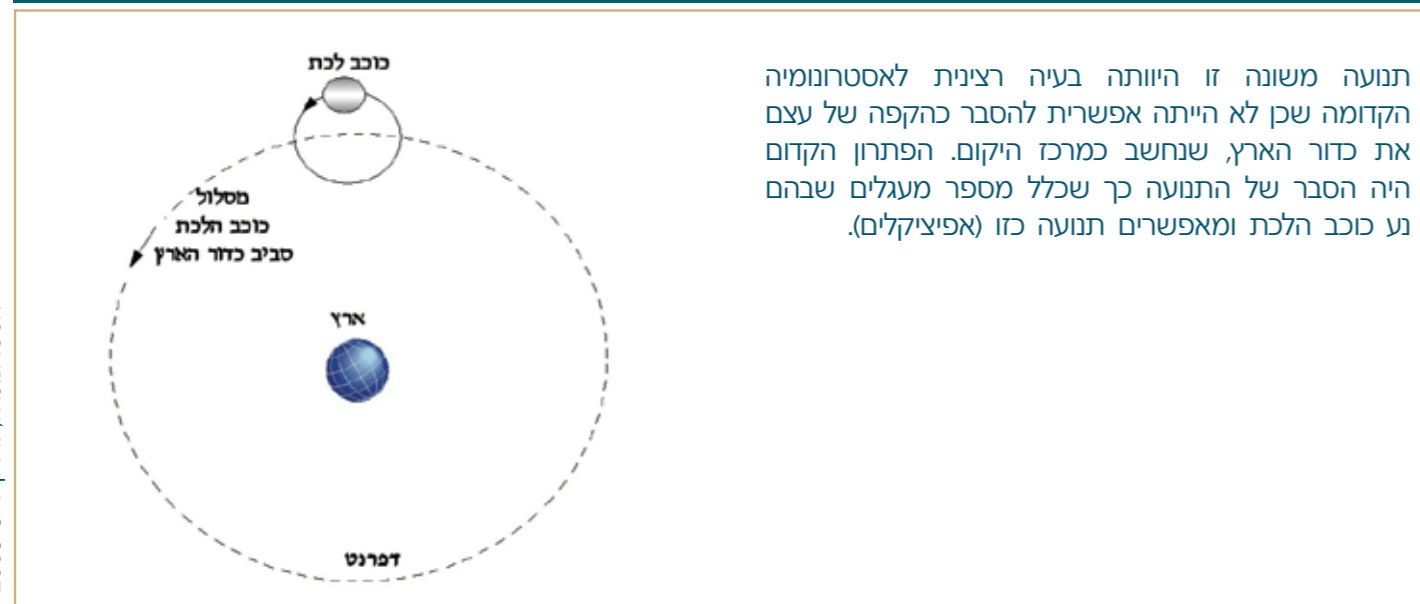 תנועה משונה זו היוותה בעיה רצינית לאסטרונומיה
הקדומה שכן לא הייתה אפשרית להסבר כהקפה של עצם
את כדור הארץ, שנחשב כמרכז היקום. הפתרון הקדום
היה הסבר של התנועה כך שכלל מספר מעגלים שבהם
נע כוכב הלכת ומאפשרים תנועה כזו (אפיציקלים).
כוכב לכת
מסלול
כוכב הלכת
סביב כדור הארץ
ארץ
דפרנט